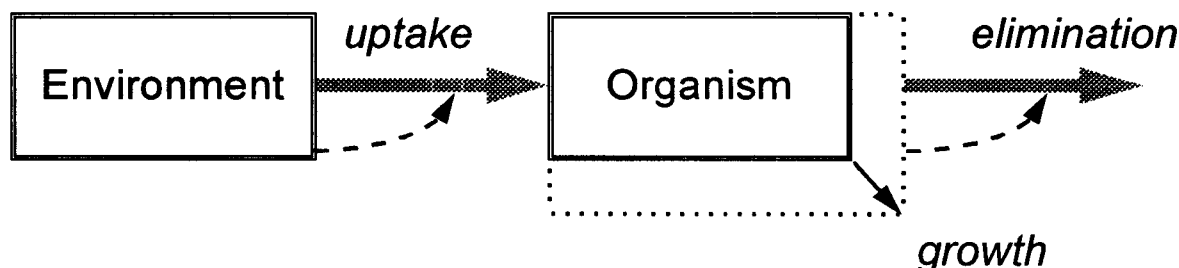 uptake
elimination
Environment
Organism
growth